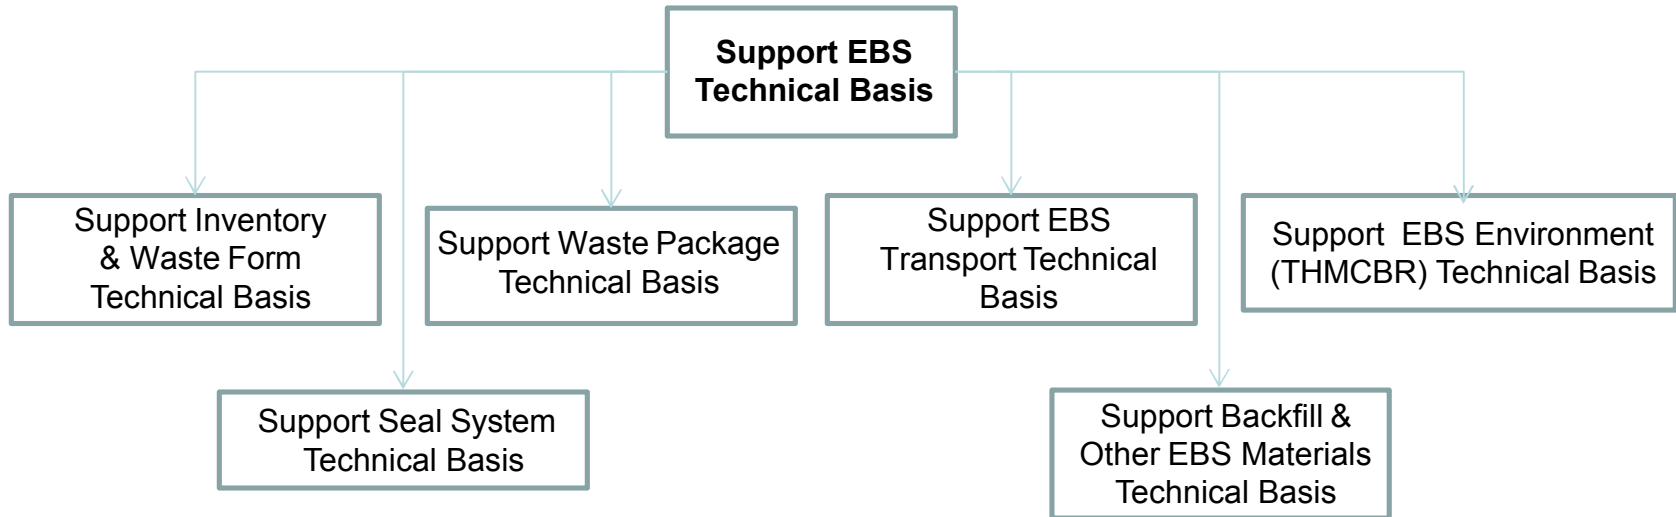 Support EBS
Technical Basis
Support Inventory
& Waste Form
Technical Basis
Support Waste Package
Technical Basis
Support EBS
Transport Technical
Basis
Support EBS Environment
(THMCBR) Technical Basis
Support Seal System
Technical Basis
Support Backfill &
Other EBS Materials
Technical Basis